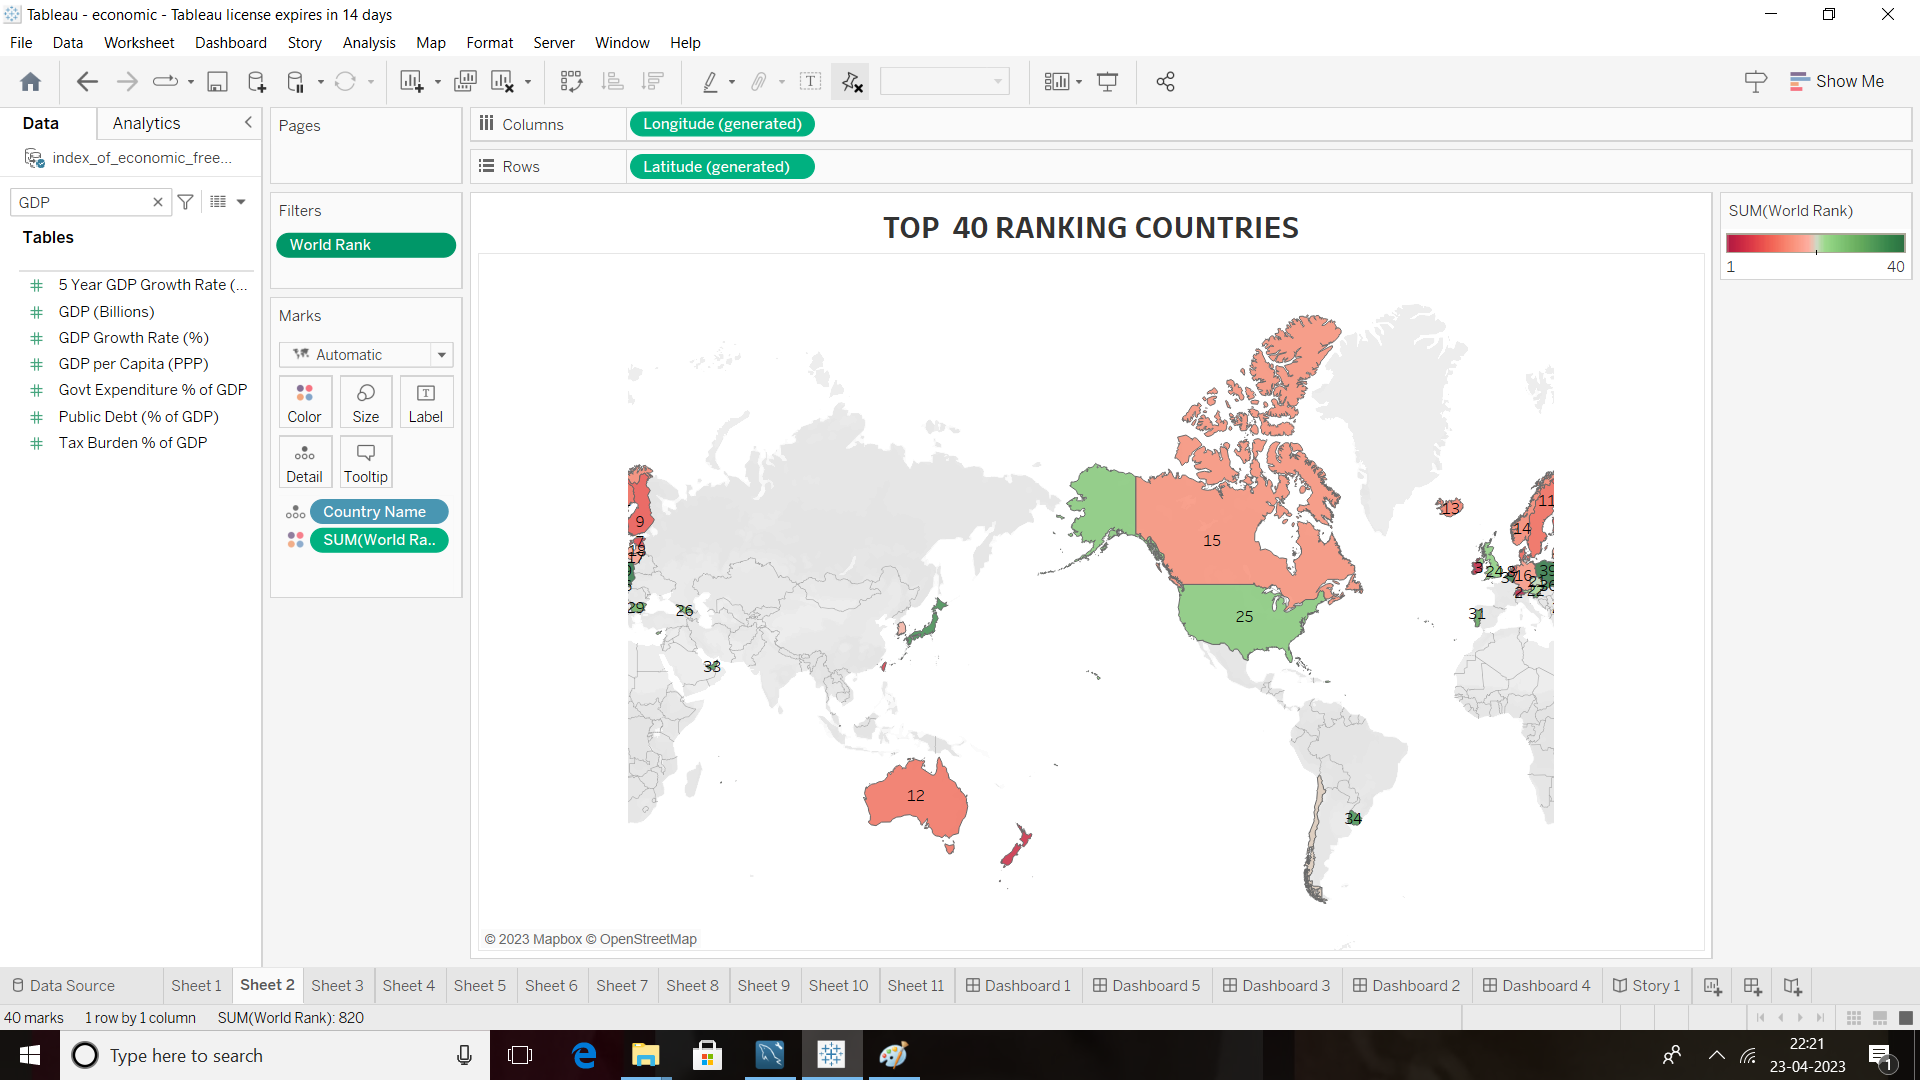 Tableau - economic - Tableau license expires in 14 days
File Data Worksheet Dashboard Story Analysis Map Format Server Window Help
Show Me
Data Analytics
index_of_economic_free...
GDP
Tables
5 Year GDP Growth Rate (...
GDP (Billions)
GDP Growth Rate (%)
GDP per Capita (PPP)
Govt Expenditure % of GDP
Public Debt (% of GDP)
Tax Burden % of GDP
Pages
Filters
World Rank
Marks
Automatic
Color Size Label
Detail Tooltip
Country Name
SUM(World Ra..
Columns Longitude (generated)
Rows Latitude (generated)
TOP 40 RANKING COUNTRIES
13
11
9
14
15
7
18
17
3 24 8 16 39
2 22
29 26 25 31
33
12
34
© 2023 Mapbox © OpenStreetMap
SUM(World Rank)
1 40
Data Source Sheet 1 Sheet 2 Sheet 3 Sheet 4 Sheet 5 Sheet 6 Sheet 7 Sheet 8 Sheet 9 Sheet 10 Sheet 11 Dashboard 1 Dashboard 5 Dashboard 3 Dashboard 2 Dashboard 4 Story 1
40 marks 1 row by 1 column SUM(World Rank): 820
Type here to search
22:21
23-04-2023
1